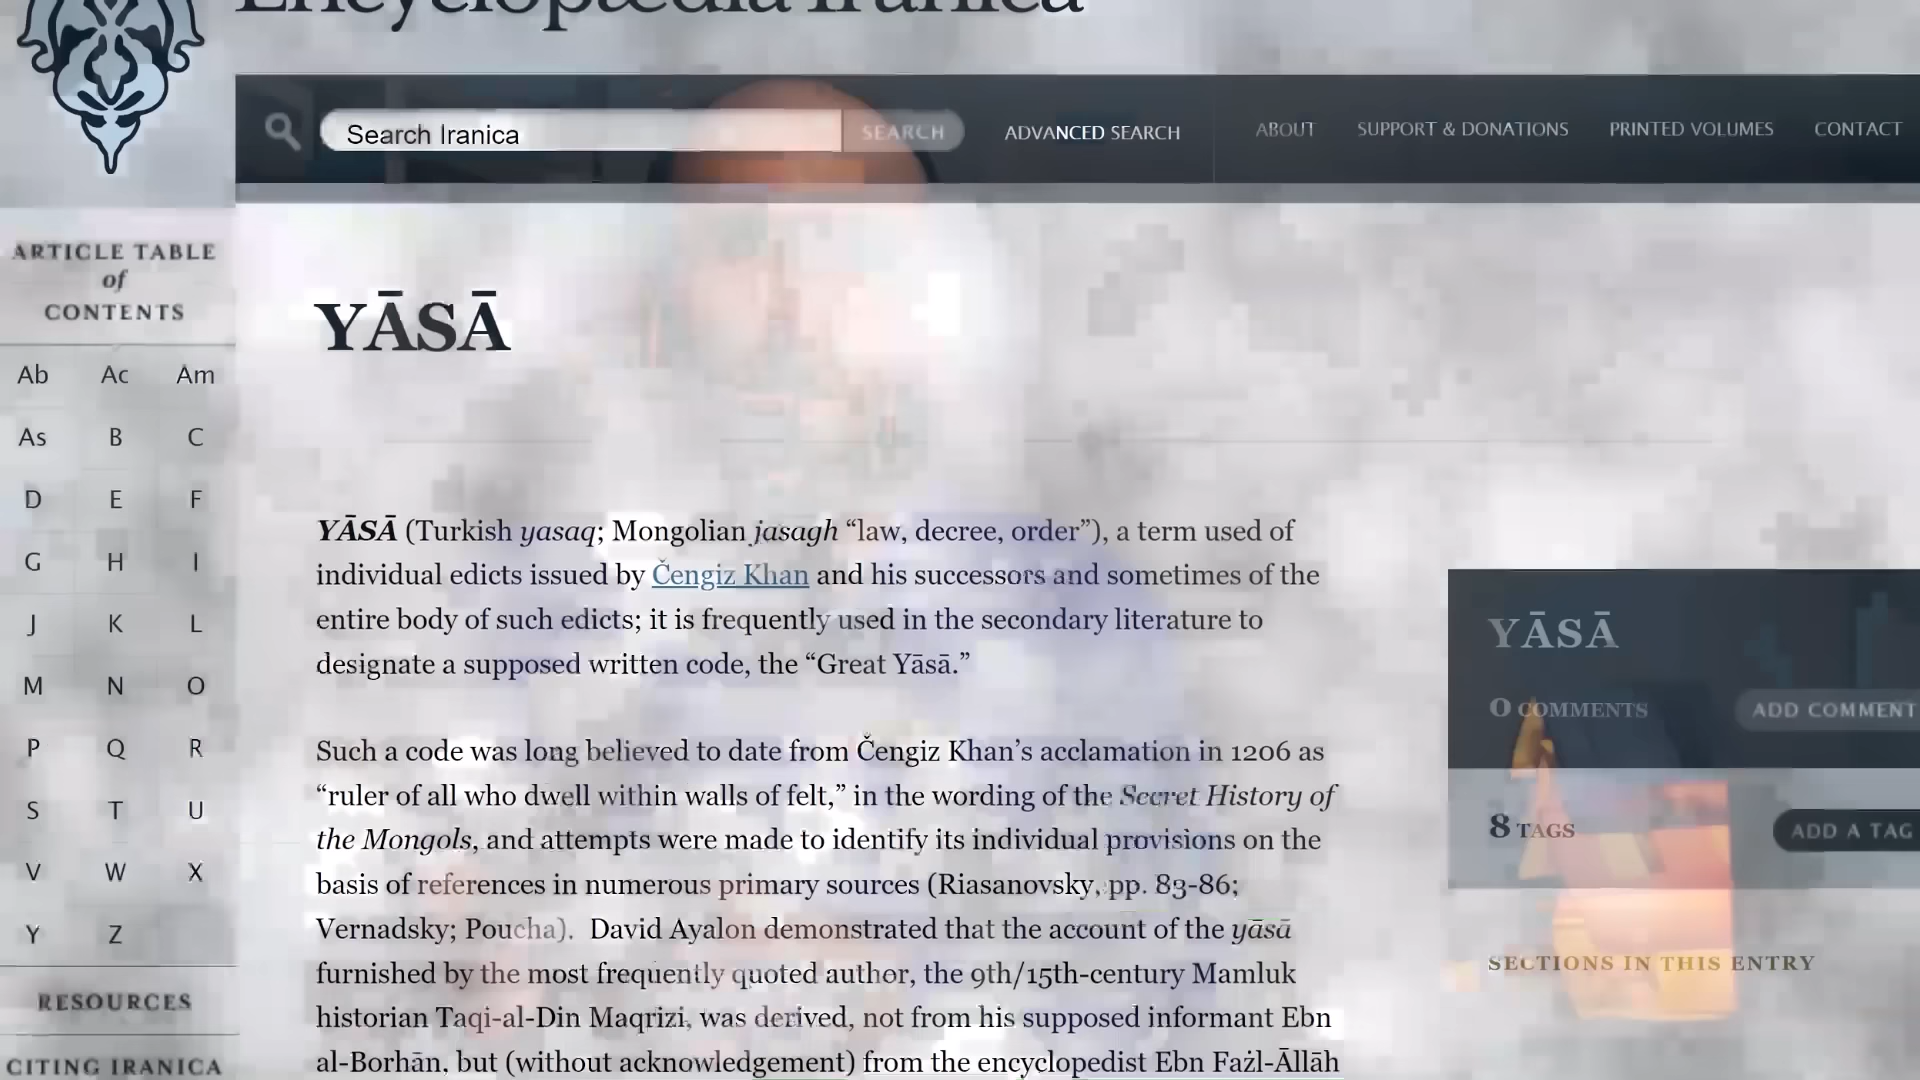 Encyclopædia Iranica
Search Iranica
SEARCH
ADVANCED SEARCH
ABOUT
SUPPORT & DONATIONS
PRINTED VOLUMES
CONTACT
ARTICLE TABLE
of
CONTENTS
Ab Ac Am
As B C
D E F
G H I
J K L
M N O
P Q R
S T U
V W X
Y Z
RESOURCES
CITING IRANICA
YĀSĀ
YĀSĀ (Turkish yasaq; Mongolian jasagh “law, decree, order”), a term used of
individual edicts issued by Čengiz Khan and his successors and sometimes of the
entire body of such edicts; it is frequently used in the secondary literature to
designate a supposed written code, the “Great Yāsā.”
Such a code was long believed to date from Čengiz Khan’s acclamation in 1206 as
“ruler of all who dwell within walls of felt,” in the wording of the Secret History of
the Mongols, and attempts were made to identify its individual provisions on the
basis of references in numerous primary sources (Riasanovsky, pp. 83-86;
Vernadsky; Poucha). David Ayalon demonstrated that the account of the yāsā
furnished by the most frequently quoted author, the 9th/15th-century Mamluk
historian Taqi-al-Din Maqrizi, was derived, not from his supposed informant Ebn
al-Borhān, but (without acknowledgement) from the encyclopedist Ebn Fażl-Āllāh
YĀSĀ
0 COMMENTS
ADD COMMENT
8 TAGS
ADD A TAG
SECTIONS IN THIS ENTRY